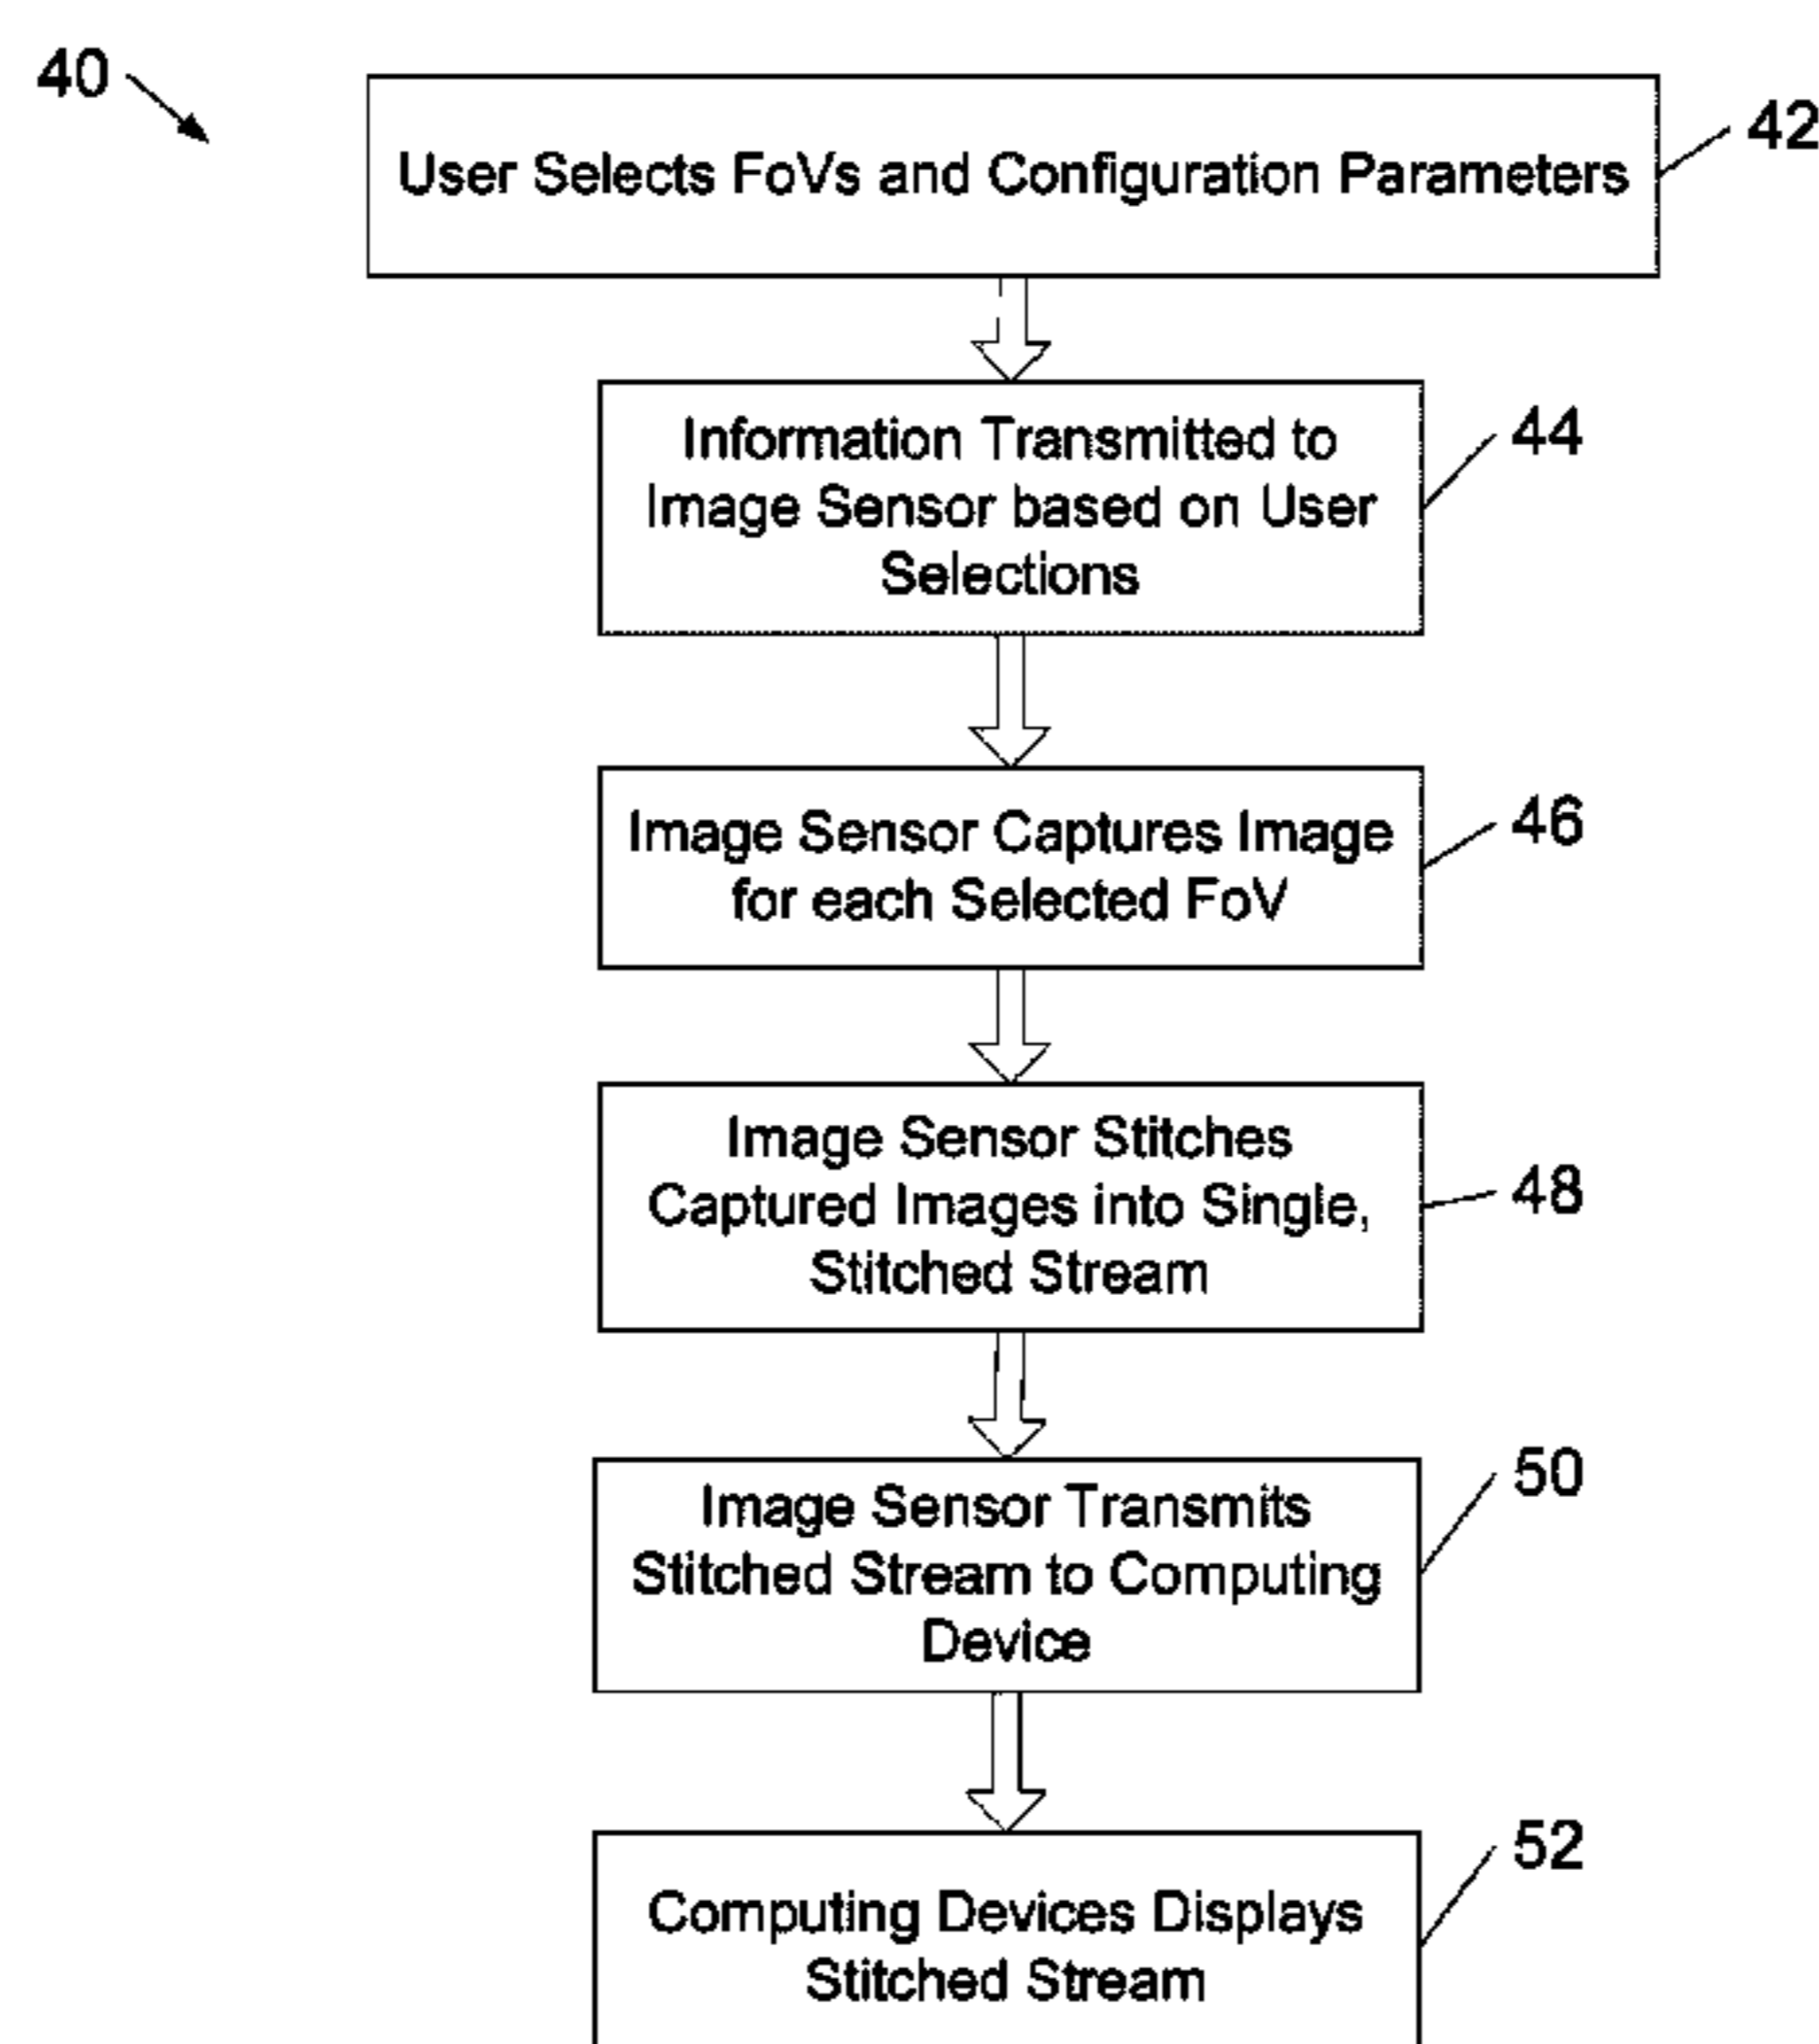 40
User Selects FoVs and Configuration Parameters
42
Information Transmitted to
Image Sensor based on User
Selections
44
Image Sensor Captures Image
for each Selected FoV
46
Image Sensor Stitches
Captured Images into Single,
Stitched Stream
48
Image Sensor Transmits
Stitched Stream to Computing
Device
50
Computing Devices Displays
Stitched Stream
52